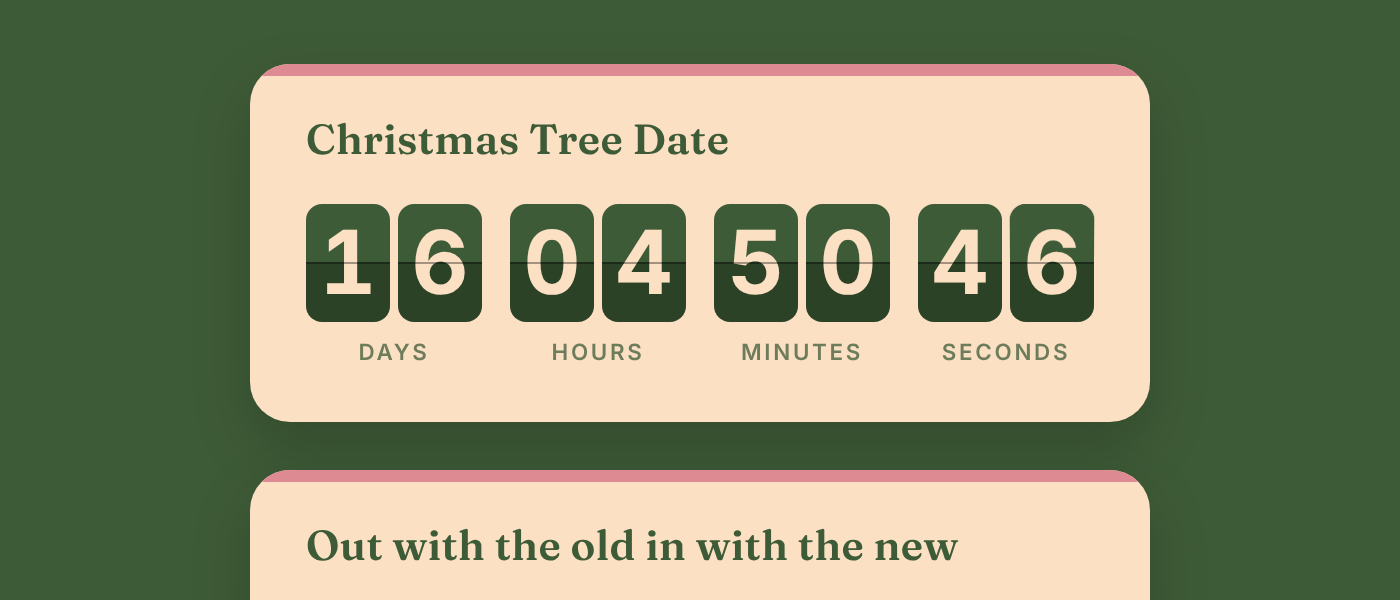 Christmas Tree Date
16 04 50 46
DAYS HOURS MINUTES SECONDS
Out with the old in with the new